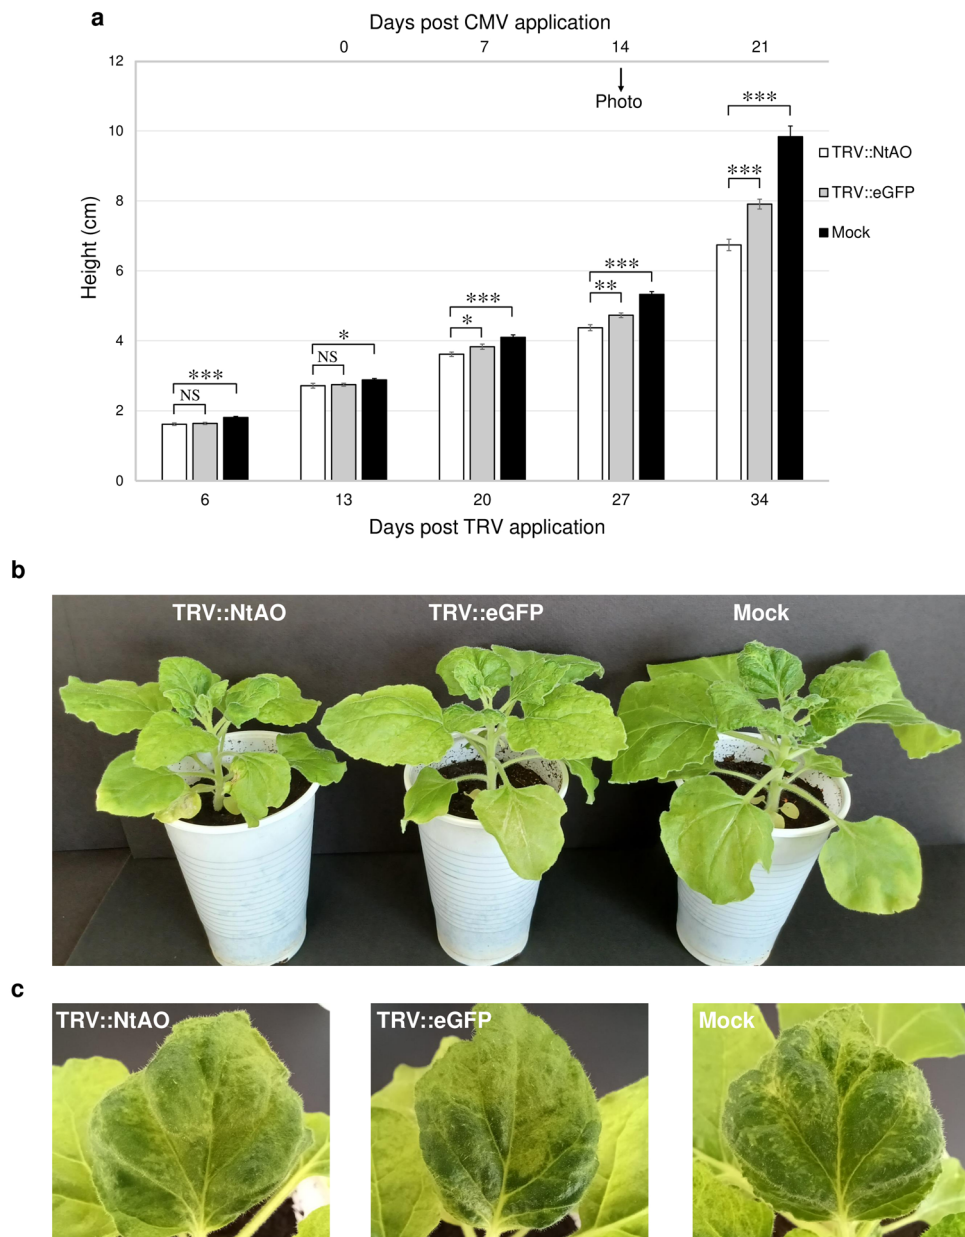 a
Days post CMV application
0 7 14 21
Photo
12
10
8
6
4
2
0
Height (cm)
***
***
***
**
***
*
*
NS
***
NS
TRV::NtAO
TRV::eGFP
Mock
6 13 20 27 34
Days post TRV application
b
TRV::NtAO TRV::eGFP Mock
c
TRV::NtAO TRV::eGFP Mock